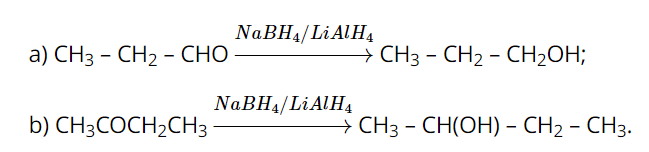 NaBH₄/LiAlH₄
a) CH₃ – CH₂ – CHO ⟶ CH₃ – CH₂ – CH₂OH;
NaBH₄/LiAlH₄
b) CH₃COCH₂CH₃ ⟶ CH₃ – CH(OH) – CH₂ – CH₃.